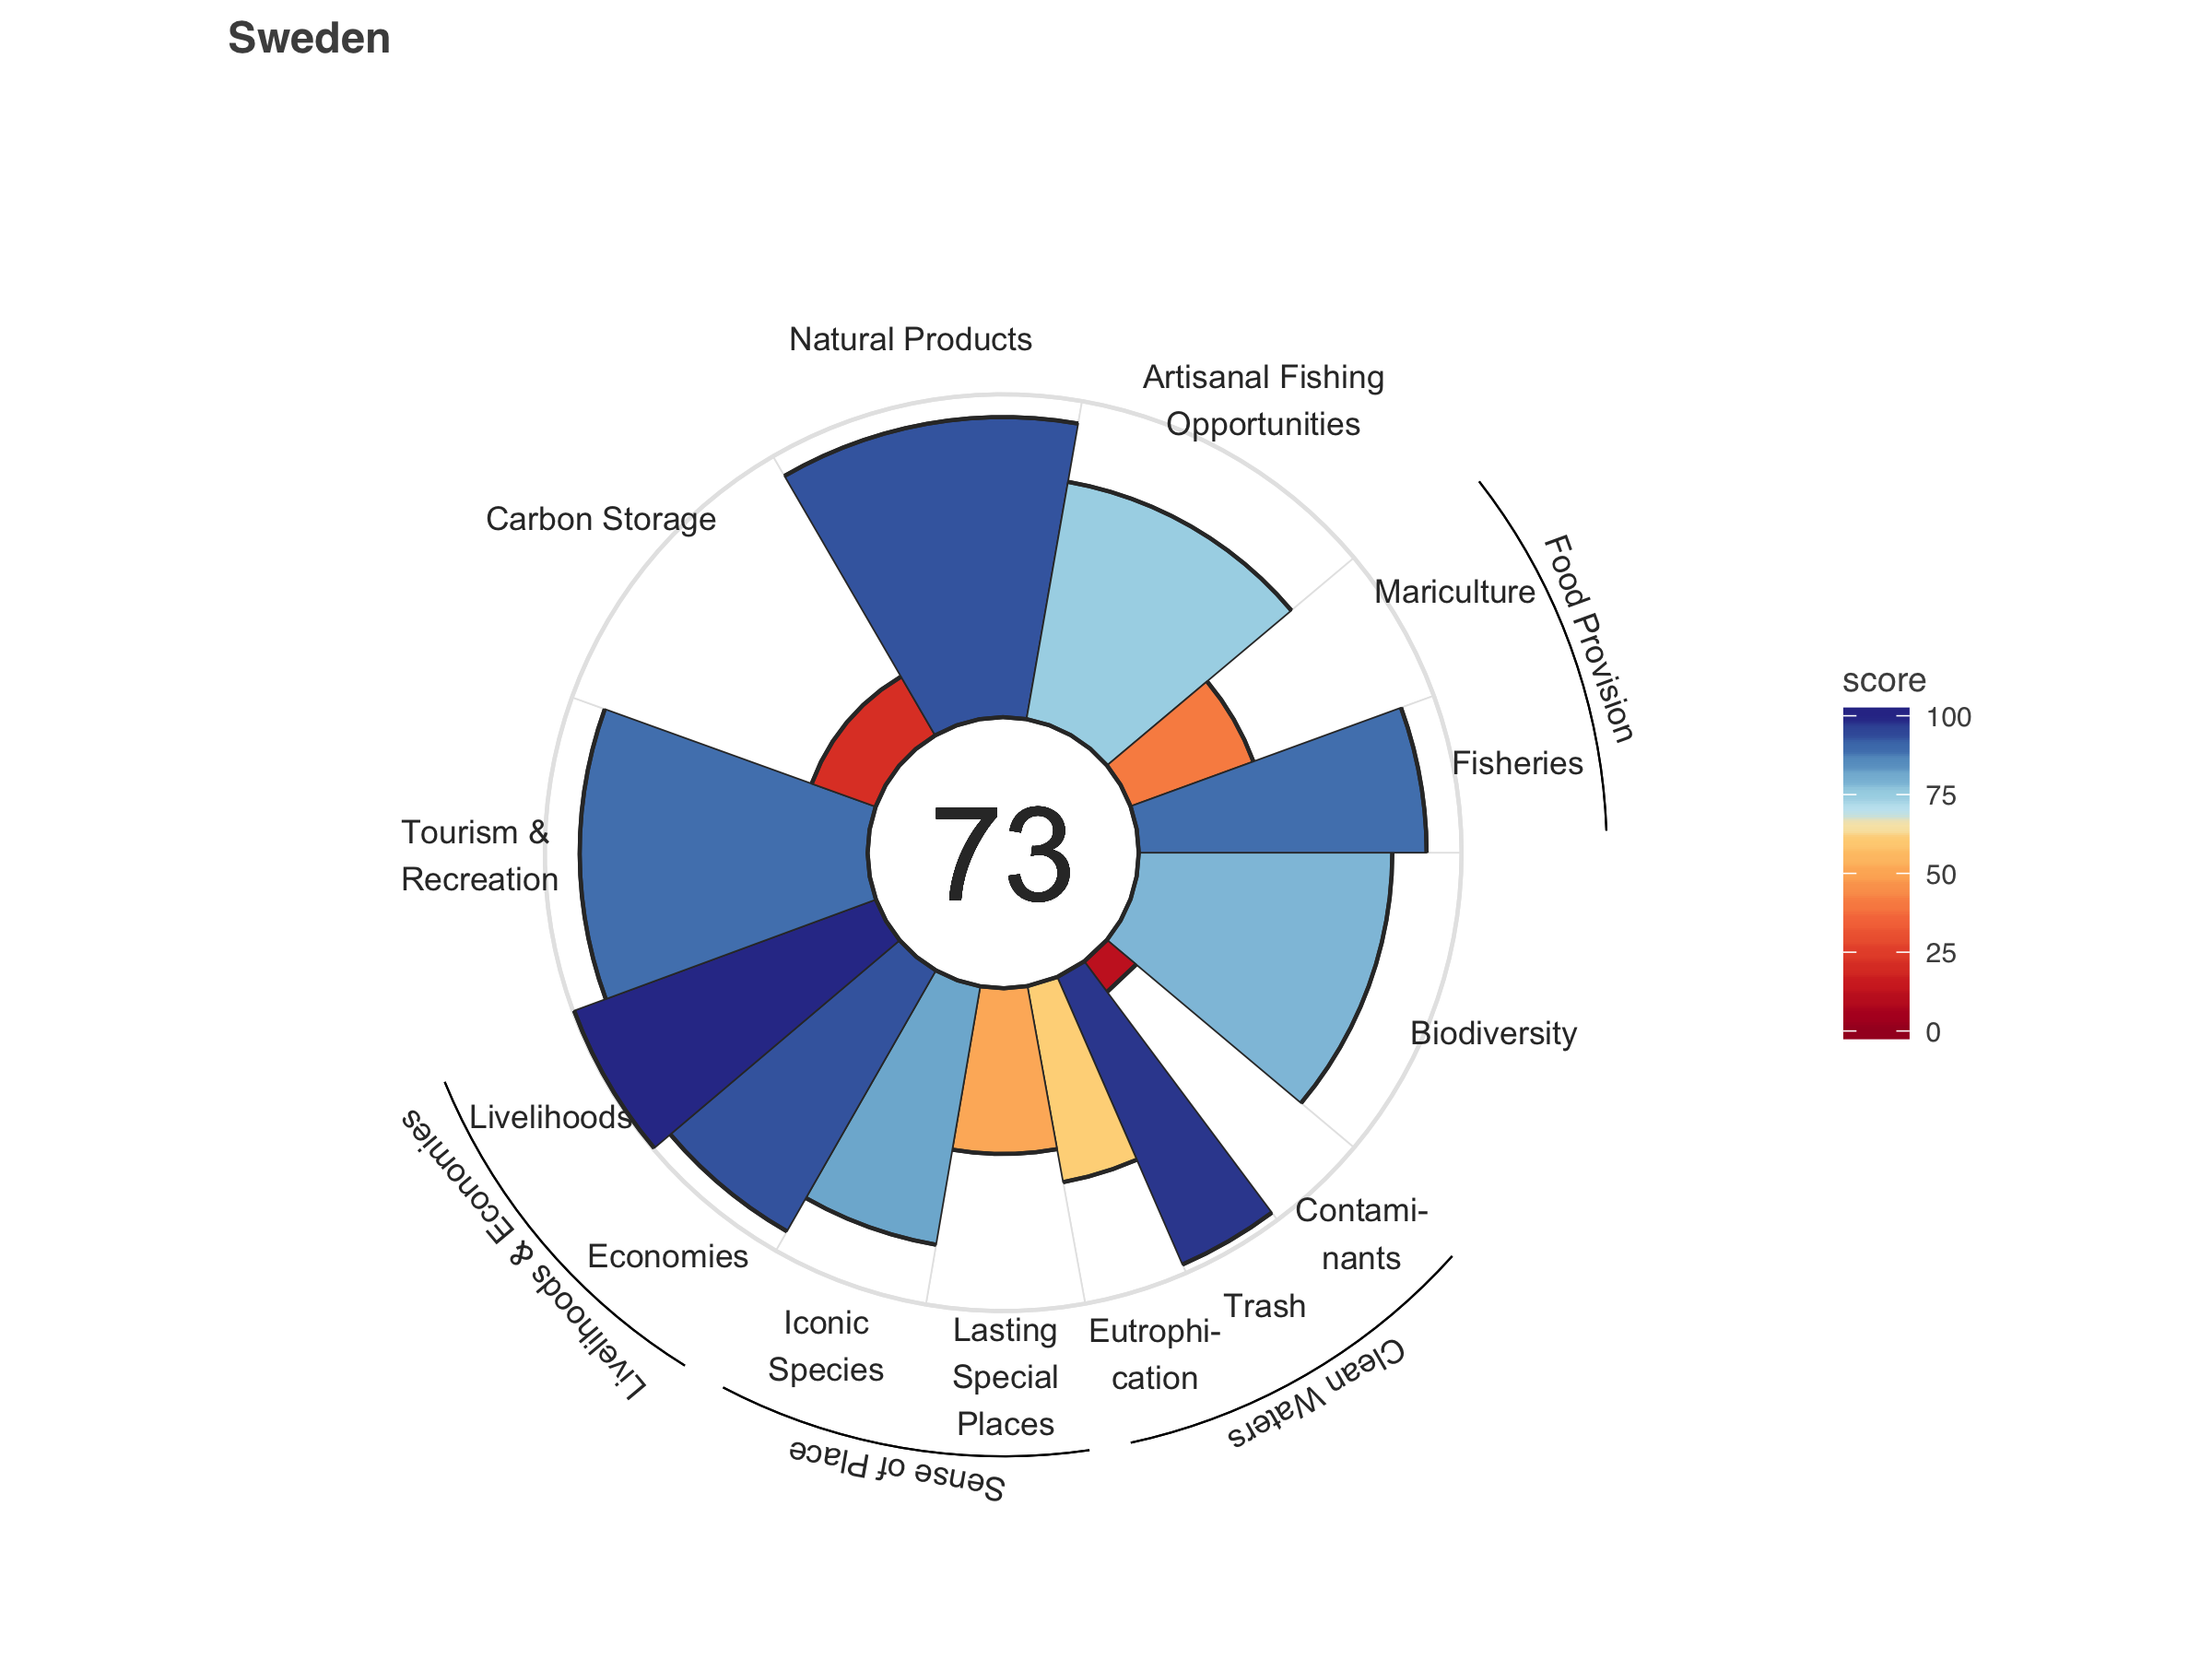 Sweden
Natural Products
Artisanal Fishing
Opportunities
Carbon Storage
Mariculture
Food Provision
Fisheries
Tourism &
Recreation
73
Biodiversity
Livelihoods
Livelihoods & Economies
Economies
Contami-
nants
Trash
Clean Waters
Iconic
Species
Lasting
Special
Places
Eutrophi-
cation
Sense of Place
score
100
75
50
25
0